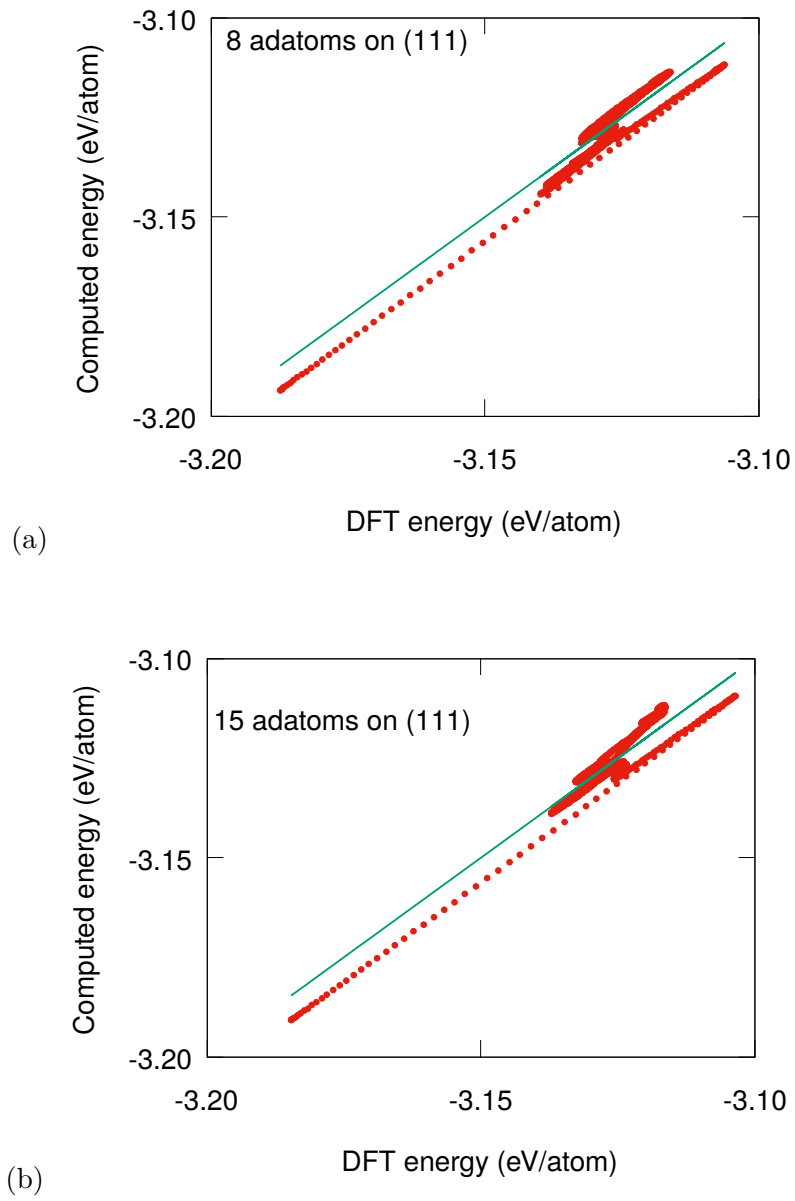 -3.10
8 adatoms on (111)
Computed energy (eV/atom)
-3.15
-3.20
-3.20
-3.15
-3.10
DFT energy (eV/atom)
(a)
-3.10
15 adatoms on (111)
Computed energy (eV/atom)
-3.15
-3.20
-3.20
-3.15
-3.10
DFT energy (eV/atom)
(b)